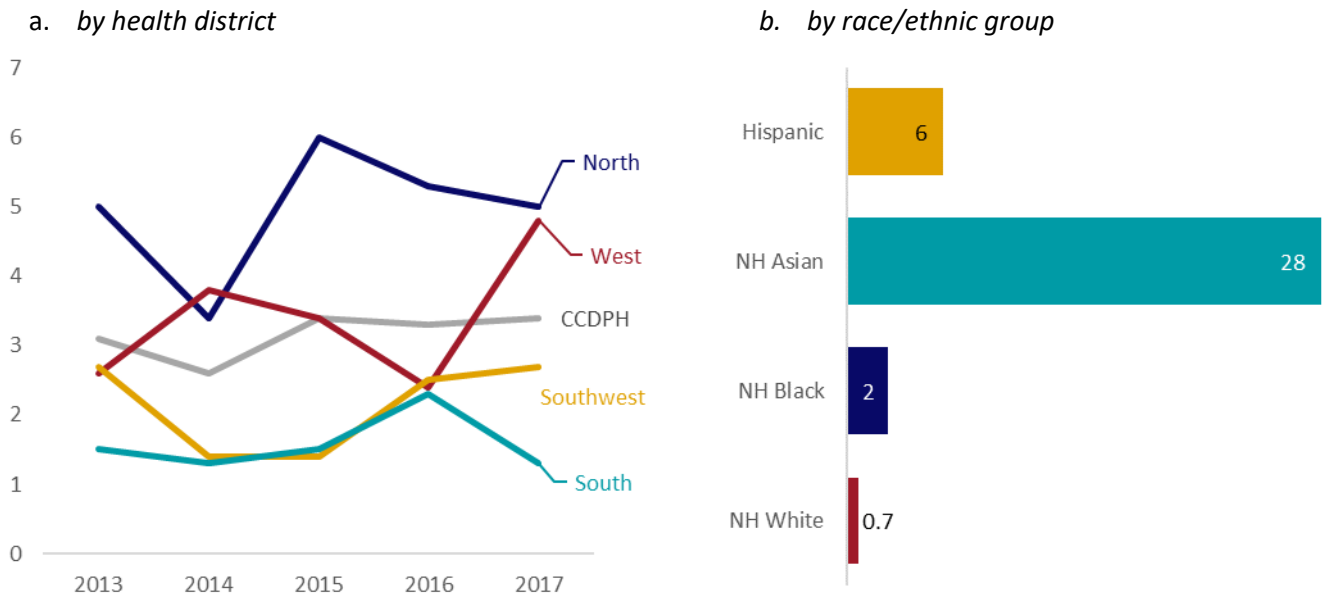 a. by health district
7
6
5
4
3
2
1
0
2013 2014 2015 2016 2017
North
West
CCDPH
Southwest
South
b. by race/ethnic group
Hispanic 6
NH Asian 28
NH Black 2
NH White 0.7